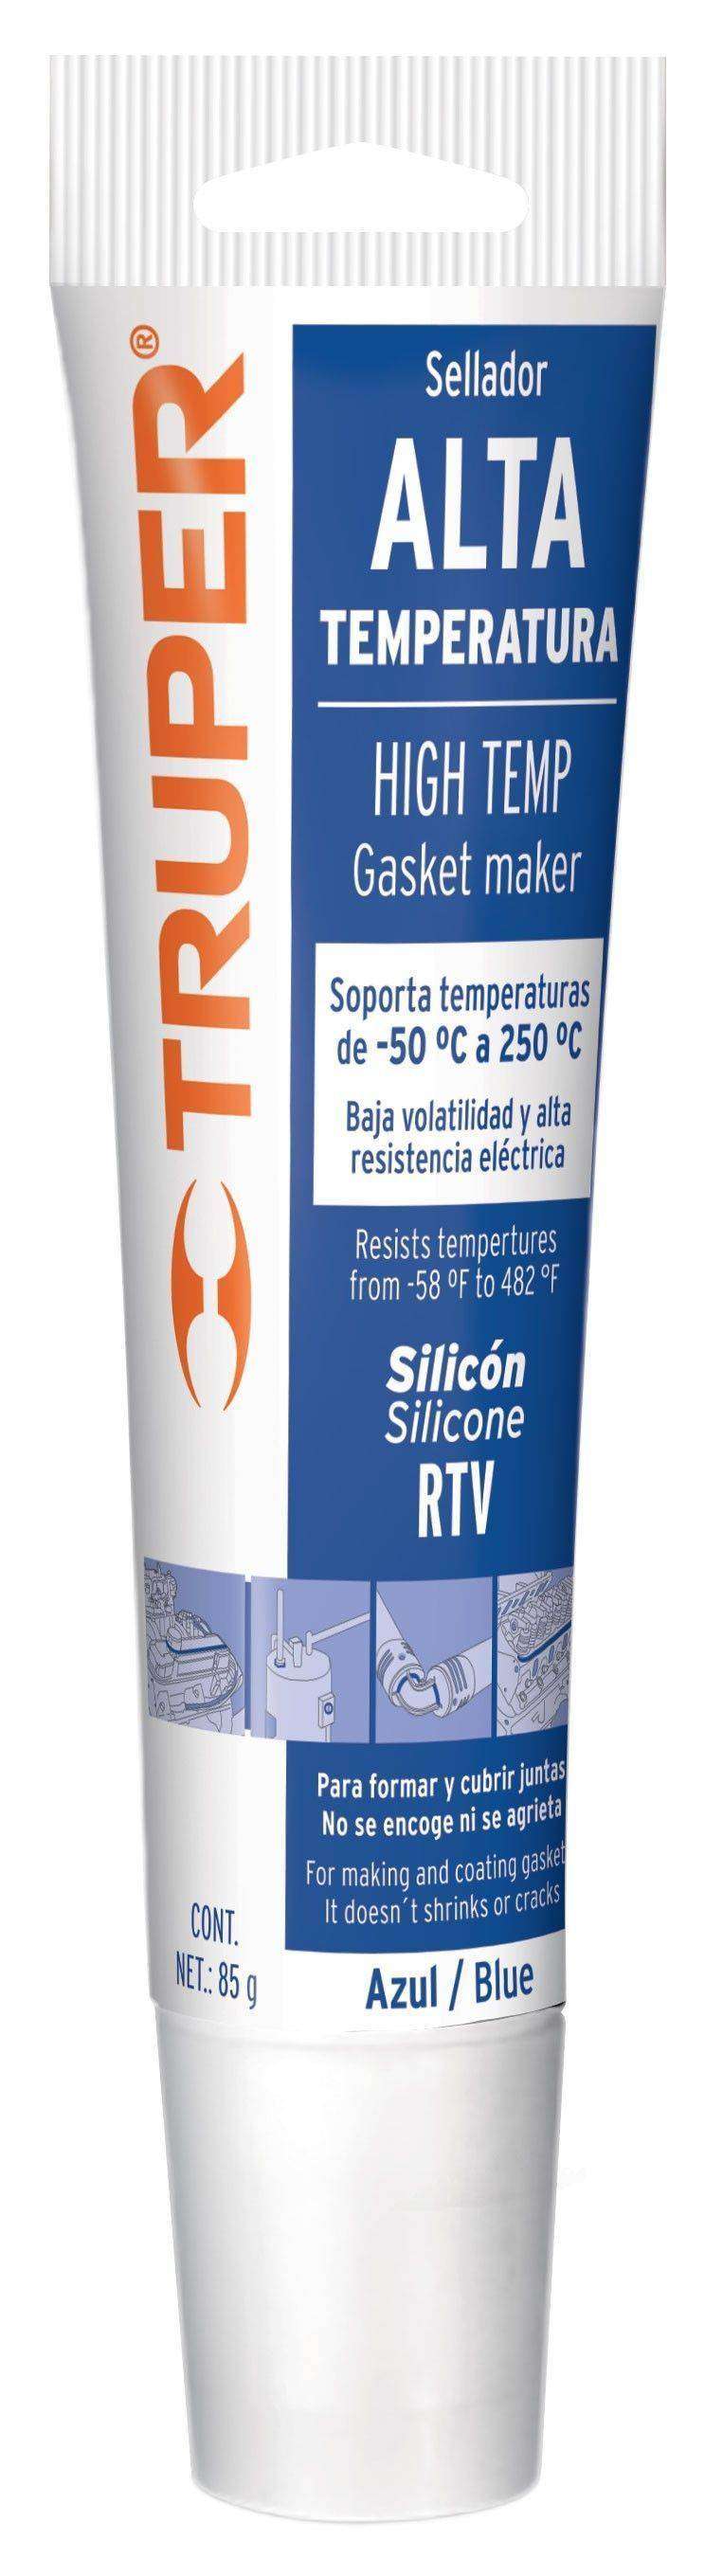 TRUPER®
Sellador
ALTA
TEMPERATURA
HIGH TEMP
Gasket maker
Soporta temperaturas
de -50 ºC a 250 ºC
Baja volatilidad y alta
resistencia eléctrica
Resists tempertures
from -58 ºF to 482 ºF
Silicón
Silicone
RTV
Para formar y cubrir juntas
No se encoge ni se agrieta
For making and coating gasket
It doesn´t shrinks or cracks
CONT.
NET.: 85 g
Azul / Blue